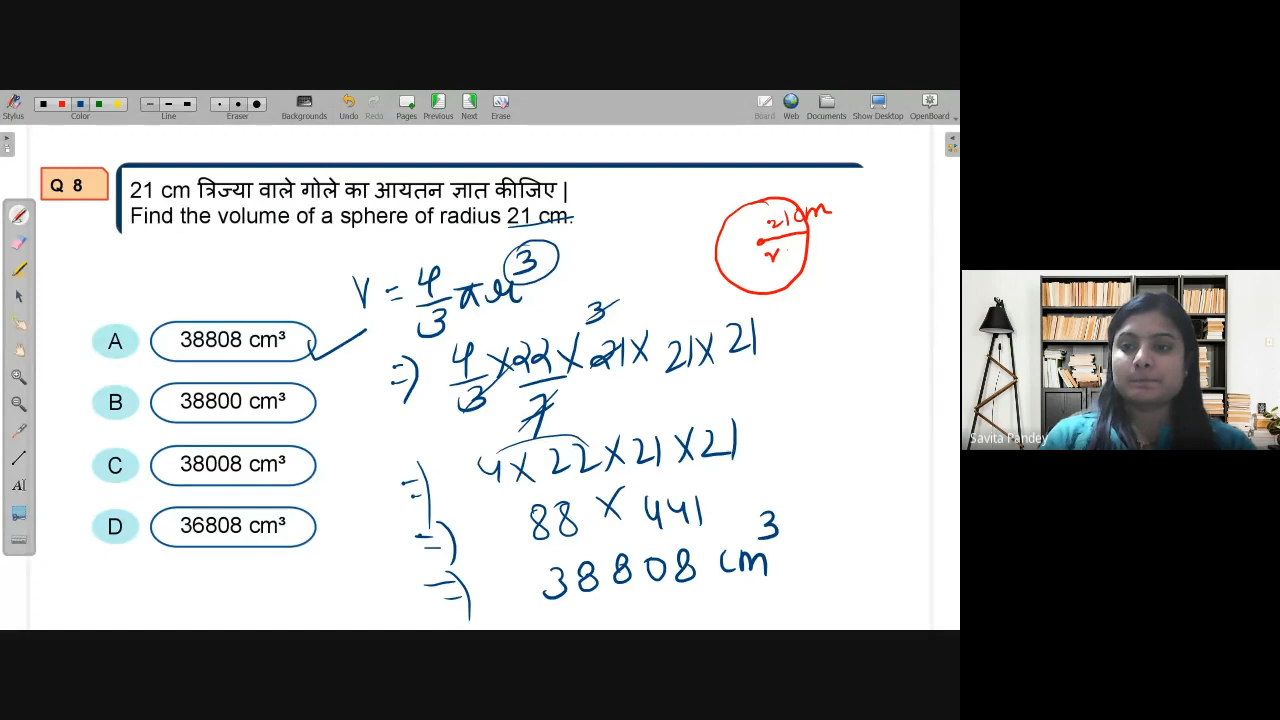 Stylus
Color
Line
Eraser
Backgrounds
Undo
Redo
Pages
Previous
Next
Erase
Board
Web
Documents
Show Desktop
OpenBoard
Q 8
21 cm त्रिज्या वाले गोले का आयतन ज्ञात कीजिए |
Find the volume of a sphere of radius 21 cm.
21 cm
r
V = 4/3 πr³
A 38808 cm³
B 38800 cm³
C 38008 cm³
D 36808 cm³
3
=) 4/3 × 22/7 × 21 × 21 × 21
=) 4 × 22 × 21 × 21
=) 88 × 441
=) 38808 cm³
Savita Pandey